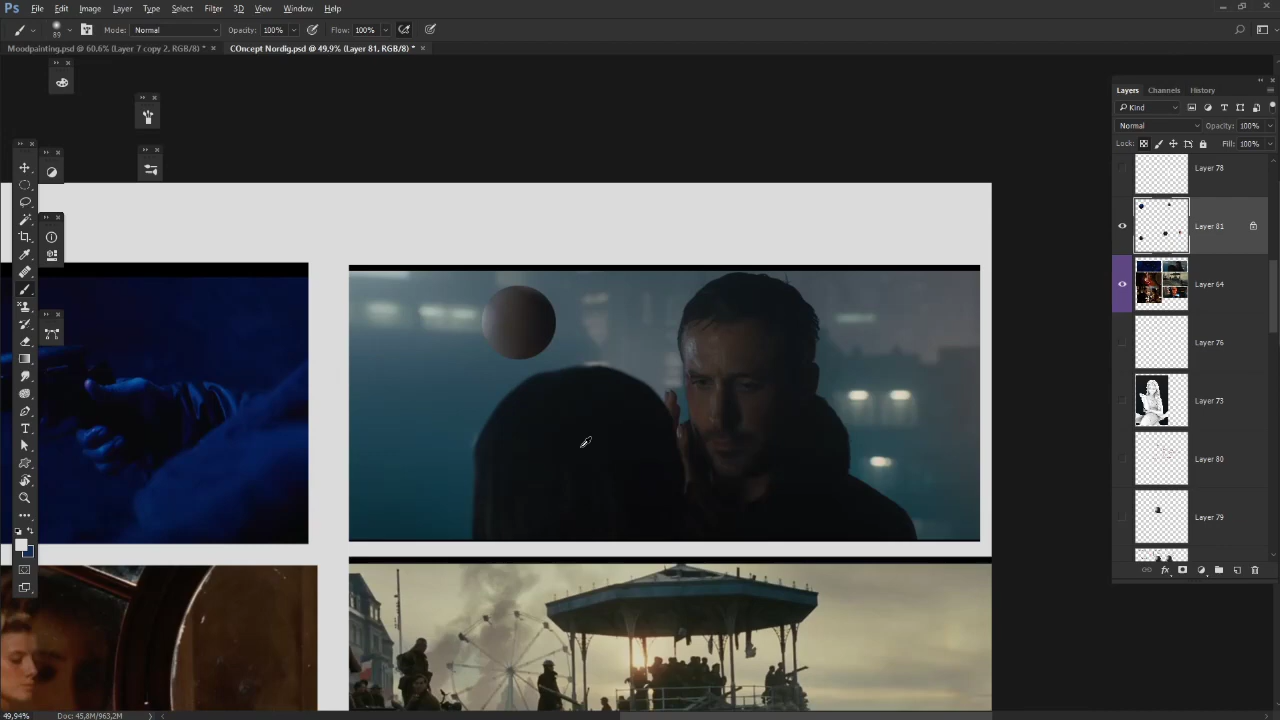 Ps File Edit Image Layer Type Select Filter 3D View Window Help
89 Mode: Normal Opacity: 100% Flow: 100%
Moodpainting.psd @ 60,6% (Layer 7 copy 2, RGB/8) * × COncept Nordig.psd @ 49,9% (Layer 81, RGB/8) * ×
Layers Channels History
Kind
Normal Opacity: 100%
Lock: Fill: 100%
Layer 78
Layer 81
Layer 64
Layer 76
Layer 73
Layer 80
Layer 79
fx
49,94% Doc: 45,8M/963,2M